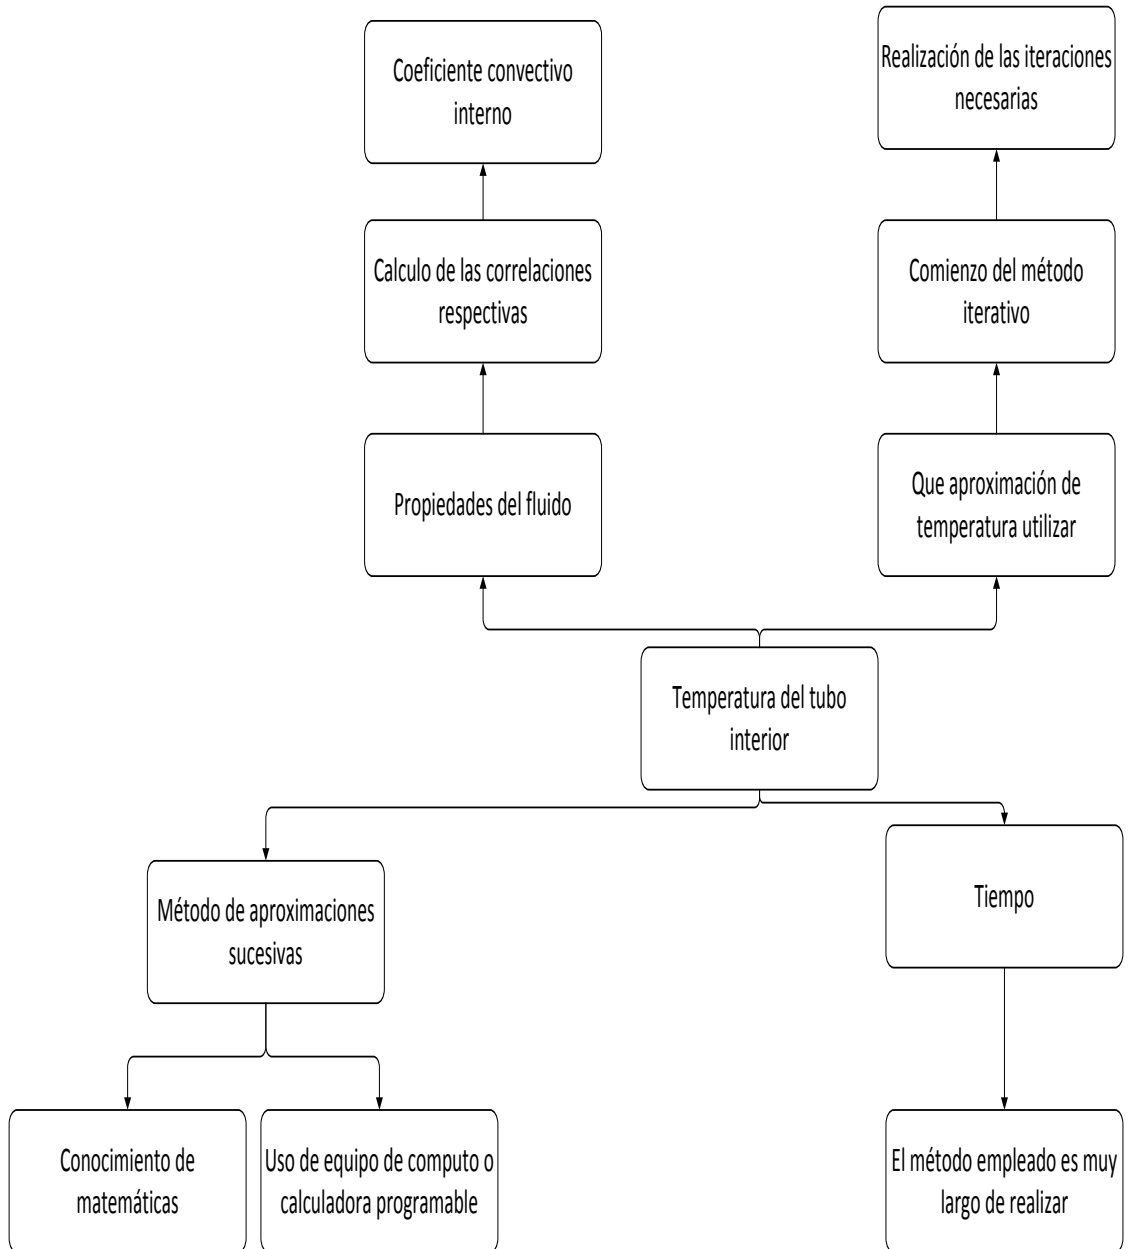 Coeficiente convectivo
interno
Realización de las iteraciones
necesarias
Calculo de las correlaciones
respectivas
Comienzo del método
iterativo
Propiedades del fluido
Que aproximación de
temperatura utilizar
Temperatura del tubo
interior
Método de aproximaciones
sucesivas
Tiempo
Conocimiento de
matemáticas
Uso de equipo de computo o
calculadora programable
El método empleado es muy
largo de realizar